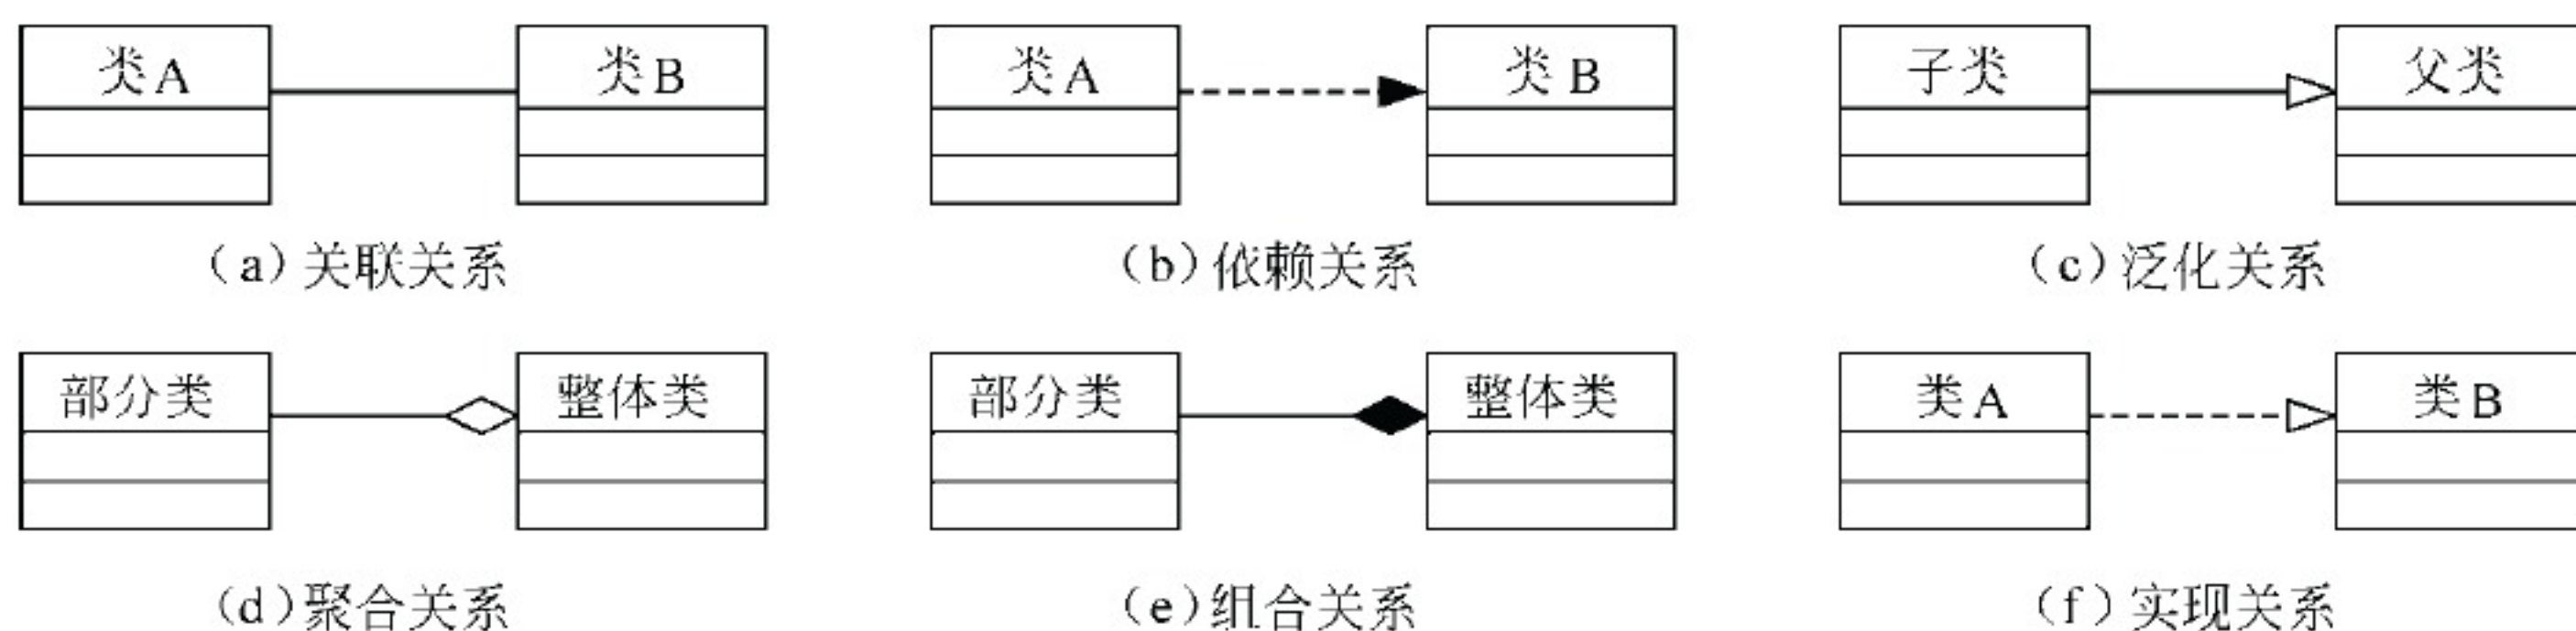 类A 类B 类A 类B 子类 父类
(a)关联关系 (b)依赖关系 (c)泛化关系
部分类 整体类 部分类 整体类 类A 类B
(d)聚合关系 (e)组合关系 (f)实现关系